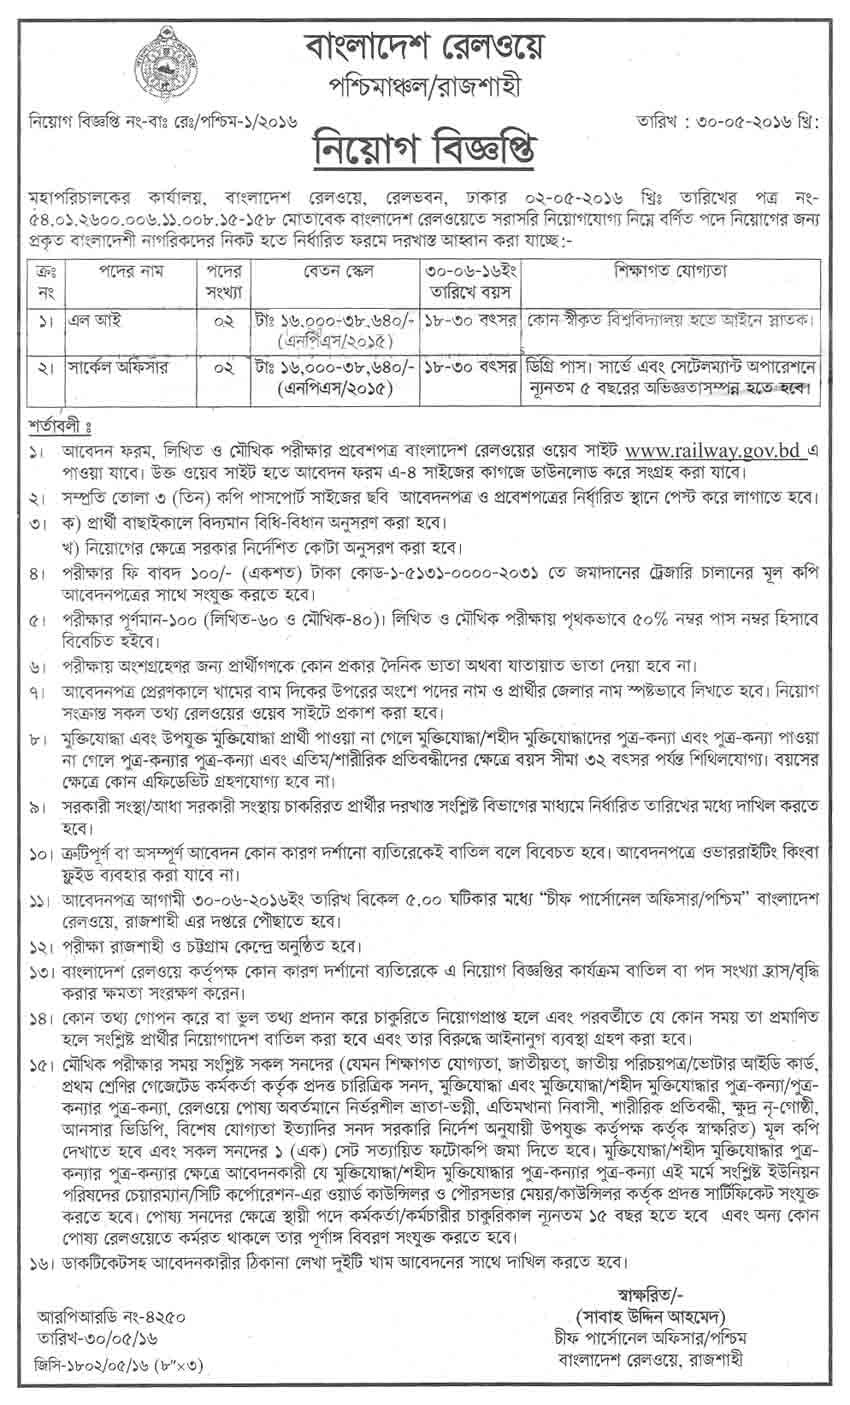 বাংলাদেশ রেলওয়ে
পশ্চিমাঞ্চল/রাজশাহী
নিয়োগ বিজ্ঞপ্তি নং-বাঃ রেঃ/পশ্চিম-১/২০১৬ তারিখ : ৩০-০৫-২০১৬ খ্রি:
নিয়োগ বিজ্ঞপ্তি
মহাপরিচালকের কার্যালয়, বাংলাদেশ রেলওয়ে, রেলভবন, ঢাকার ০২-০৫-২০১৬ খ্রিঃ তারিখের পত্র নং-
৫৪.০১.২৬০০.০০৬.১১.০০৮.১৫-১৫৮ মোতাবেক বাংলাদেশ রেলওয়েতে সরাসরি নিয়োগযোগ্য নিম্নে বর্ণিত পদে নিয়োগের জন্য
প্রকৃত বাংলাদেশী নাগরিকদের নিকট হতে নির্ধারিত ফরমে দরখাস্ত আহ্বান করা যাচ্ছে:-
ক্রঃ নং পদের নাম পদের সংখ্যা বেতন স্কেল ৩০-০৬-১৬ইং তারিখে বয়স শিক্ষাগত যোগ্যতা
১। এল আই ০২ টাঃ ১৬,০০০-৩৮,৬৪০/- ১৮-৩০ বৎসর কোন স্বীকৃত বিশ্ববিদ্যালয় হতে আইনে স্নাতক।
(এনপিএস/২০১৫)
২। সার্কেল অফিসার ০২ টাঃ ১৬,০০০-৩৮,৬৪০/- ১৮-৩০ বৎসর ডিগ্রি পাস। সার্ভে এবং সেটেলম্যান্ট অপারেশনে
(এনপিএস/২০১৫) ন্যূনতম ৫ বছরের অভিজ্ঞতাসম্পন্ন হতে হবে।
শর্তাবলী ঃ
১। আবেদন ফরম, লিখিত ও মৌখিক পরীক্ষার প্রবেশপত্র বাংলাদেশ রেলওয়ের ওয়েব সাইট www.railway.gov.bd এ
পাওয়া যাবে। উক্ত ওয়েব সাইট হতে আবেদন ফরম এ-৪ সাইজের কাগজে ডাউনলোড করে সংগ্রহ করা যাবে।
২। সম্প্রতি তোলা ৩ (তিন) কপি পাসপোর্ট সাইজের ছবি আবেদনপত্র ও প্রবেশপত্রের নির্ধারিত স্থানে পেস্ট করে লাগাতে হবে।
৩। ক) প্রার্থী বাছাইকালে বিদ্যমান বিধি-বিধান অনুসরণ করা হবে।
খ) নিয়োগের ক্ষেত্রে সরকার নির্দেশিত কোটা অনুসরণ করা হবে।
৪। পরীক্ষার ফি বাবদ ১০০/- (একশত) টাকা কোড-১-৫১৩১-০০০০-২০৩১ তে জমাদানের ট্রেজারি চালানের মূল কপি
আবেদনপত্রের সাথে সংযুক্ত করতে হবে।
৫। পরীক্ষার পূর্ণমান-১০০ (লিখিত-৬০ ও মৌখিক-৪০)। লিখিত ও মৌখিক পরীক্ষায় পৃথকভাবে ৫০% নম্বর পাস নম্বর হিসাবে
বিবেচিত হইবে।
৬। পরীক্ষায় অংশগ্রহণের জন্য প্রার্থীগণকে কোন প্রকার দৈনিক ভাতা অথবা যাতায়াত ভাতা দেয়া হবে না।
৭। আবেদনপত্র প্রেরণকালে খামের বাম দিকের উপরের অংশে পদের নাম ও প্রার্থীর জেলার নাম স্পষ্টভাবে লিখতে হবে। নিয়োগ
সংক্রান্ত সকল তথ্য রেলওয়ের ওয়েব সাইটে প্রকাশ করা হবে।
৮। মুক্তিযোদ্ধা এবং উপযুক্ত মুক্তিযোদ্ধা প্রার্থী পাওয়া না গেলে মুক্তিযোদ্ধা/শহীদ মুক্তিযোদ্ধাদের পুত্র-কন্যা এবং পুত্র-কন্যা পাওয়া
না গেলে পুত্র-কন্যার পুত্র-কন্যা এবং এতিম/শারীরিক প্রতিবন্ধীদের ক্ষেত্রে বয়স সীমা ৩২ বৎসর পর্যন্ত শিথিলযোগ্য। বয়সের
ক্ষেত্রে কোন এফিডেভিট গ্রহণযোগ্য হবে না।
৯। সরকারী সংস্থা/আধা সরকারী সংস্থায় চাকরিরত প্রার্থীর দরখাস্ত সংশ্লিষ্ট বিভাগের মাধ্যমে নির্ধারিত তারিখের মধ্যে দাখিল করতে
হবে।
১০। ত্রুটিপূর্ণ বা অসম্পূর্ণ আবেদন কোন কারণ দর্শানো ব্যতিরেকেই বাতিল বলে বিবেচত হবে। আবেদনপত্রে ওভাররাইটিং কিংবা
ফ্লুইড ব্যবহার করা যাবে না।
১১। আবেদনপত্র আগামী ৩০-০৬-২০১৬ইং তারিখ বিকেল ৫.০০ ঘটিকার মধ্যে “চীফ পার্সোনেল অফিসার/পশ্চিম” বাংলাদেশ
রেলওয়ে, রাজশাহী এর দপ্তরে পৌছাতে হবে।
১২। পরীক্ষা রাজশাহী ও চট্টগ্রাম কেন্দ্রে অনুষ্ঠিত হবে।
১৩। বাংলাদেশ রেলওয়ে কর্তৃপক্ষ কোন কারণ দর্শানো ব্যতিরেকে এ নিয়োগ বিজ্ঞপ্তির কার্যক্রম বাতিল বা পদ সংখ্যা হ্রাস/বৃদ্ধি
করার ক্ষমতা সংরক্ষণ করেন।
১৪। কোন তথ্য গোপন করে বা ভুল তথ্য প্রদান করে চাকুরিতে নিয়োগপ্রাপ্ত হলে এবং পরবর্তীতে যে কোন সময় তা প্রমাণিত
হলে সংশ্লিষ্ট প্রার্থীর নিয়োগাদেশ বাতিল করা হবে এবং তার বিরুদ্ধে আইনানুগ ব্যবস্থা গ্রহণ করা হবে।
১৫। মৌখিক পরীক্ষার সময় সংশ্লিষ্ট সকল সনদের (যেমন শিক্ষাগত যোগ্যতা, জাতীয়তা, জাতীয় পরিচয়পত্র/ভোটার আইডি কার্ড,
প্রথম শ্রেণির গেজেটেড কর্মকর্তা কর্তৃক প্রদত্ত চারিত্রিক সনদ, মুক্তিযোদ্ধা এবং মুক্তিযোদ্ধা/শহীদ মুক্তিযোদ্ধার পুত্র-কন্যা/পুত্র-
কন্যার পুত্র-কন্যা, রেলওয়ে পোষ্য অবর্তমানে নির্ভরশীল ভ্রাতা-ভগ্নী, এতিমখানা নিবাসী, শারীরিক প্রতিবন্ধী, ক্ষুদ্র নৃ-গোষ্ঠী,
আনসার ভিডিপি, বিশেষ যোগ্যতা ইত্যাদির সনদ সরকারি নির্দেশ অনুযায়ী উপযুক্ত কর্তৃপক্ষ কর্তৃক স্বাক্ষরিত) মূল কপি
দেখাতে হবে এবং সকল সনদের ১ (এক) সেট সত্যায়িত ফটোকপি জমা দিতে হবে। মুক্তিযোদ্ধা/শহীদ মুক্তিযোদ্ধার পুত্র-
কন্যার পুত্র-কন্যার ক্ষেত্রে আবেদনকারী যে মুক্তিযোদ্ধা/শহীদ মুক্তিযোদ্ধার পুত্র-কন্যার পুত্র-কন্যা এই মর্মে সংশ্লিষ্ট ইউনিয়ন
পরিষদের চেয়ারম্যান/সিটি কর্পোরেশন-এর ওয়ার্ড কাউন্সিলর ও পৌরসভার মেয়র/কাউন্সিলর কর্তৃক প্রদত্ত সার্টিফিকেট সংযুক্ত
করতে হবে। পোষ্য সনদের ক্ষেত্রে স্থায়ী পদে কর্মকর্তা/কর্মচারীর চাকুরিকাল ন্যূনতম ১৫ বছর হতে হবে এবং অন্য কোন
পোষ্য রেলওয়েতে কর্মরত থাকলে তার পূর্ণাঙ্গ বিবরণ সংযুক্ত করতে হবে।
১৬। ডাকটিকেটসহ আবেদনকারীর ঠিকানা লেখা দুইটি খাম আবেদনের সাথে দাখিল করতে হবে।
স্বাক্ষরিত/-
(সাবাহ উদ্দিন আহমেদ)
চীফ পার্সোনেল অফিসার/পশ্চিম
বাংলাদেশ রেলওয়ে, রাজশাহী
আরপিআরডি নং-৪২৫০
তারিখ-৩০/০৫/১৬
জিসি-১৮০২/০৫/১৬ (৮"×৩)